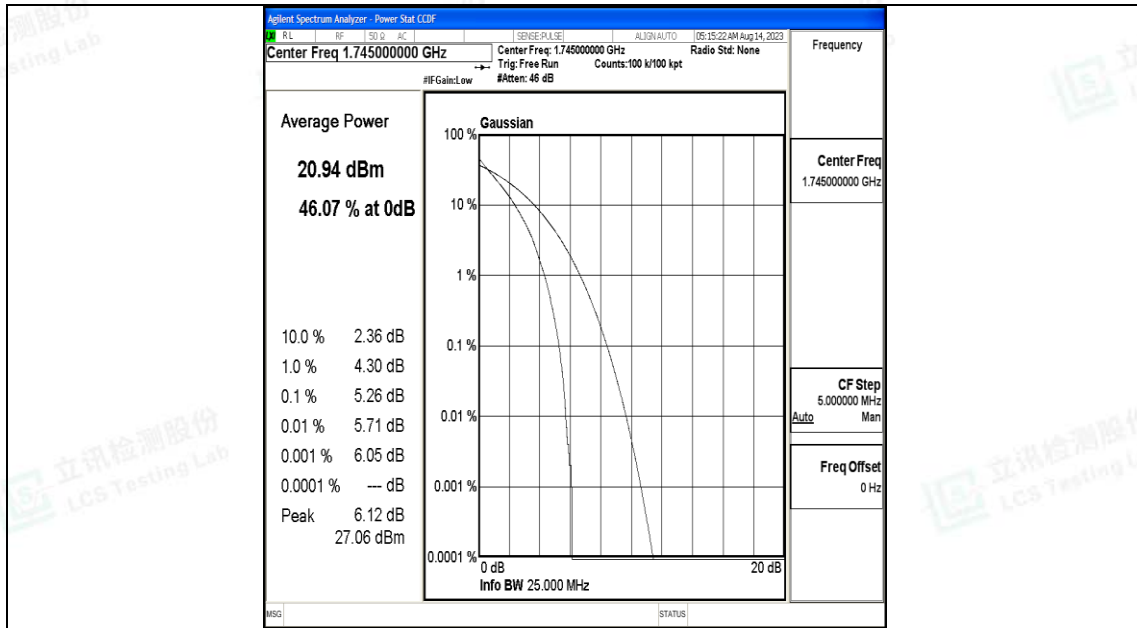 Agilent Spectrum Analyzer - Power Stat CCDF
RL RF 50 Ω AC SENSE:PULSE ALIGN AUTO 05:15:22 AM Aug 14, 2023
Center Freq 1.745000000 GHz
Center Freq: 1.745000000 GHz Radio Std: None
Trig: Free Run Counts:100 k/100 kpt
#IFGain:Low #Atten: 46 dB
Frequency
Average Power
20.94 dBm
46.07 % at 0dB
10.0 % 2.36 dB
1.0 % 4.30 dB
0.1 % 5.26 dB
0.01 % 5.71 dB
0.001 % 6.05 dB
0.0001 % --- dB
Peak 6.12 dB
27.06 dBm
Gaussian
100 %
10 %
1 %
0.1 %
0.01 %
0.001 %
0.0001 %
0 dB 20 dB
Info BW 25.000 MHz
Center Freq
1.745000000 GHz
CF Step
5.000000 MHz
Auto Man
Freq Offset
0 Hz
MSG STATUS
立讯检测股份
LCS Testing Lab
立讯检测股份
LCS Testing L